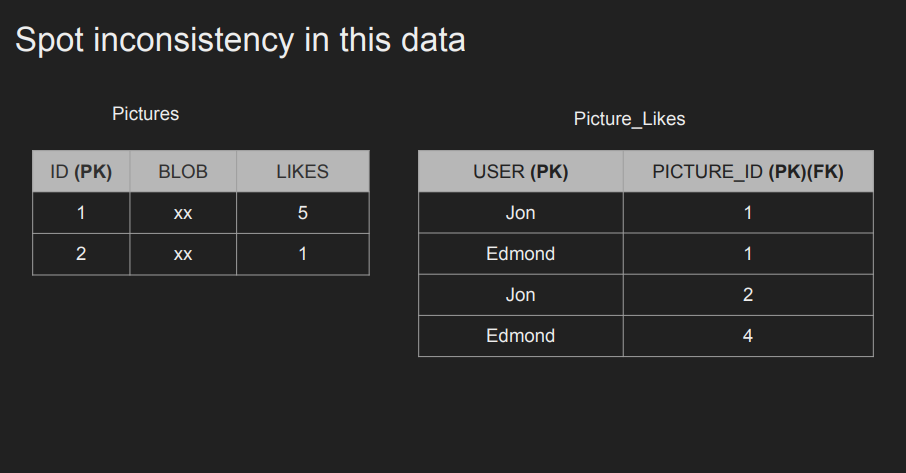 Spot inconsistency in this data
Pictures
ID (PK) BLOB LIKES
1 xx 5
2 xx 1
Picture_Likes
USER (PK) PICTURE_ID (PK)(FK)
Jon 1
Edmond 1
Jon 2
Edmond 4